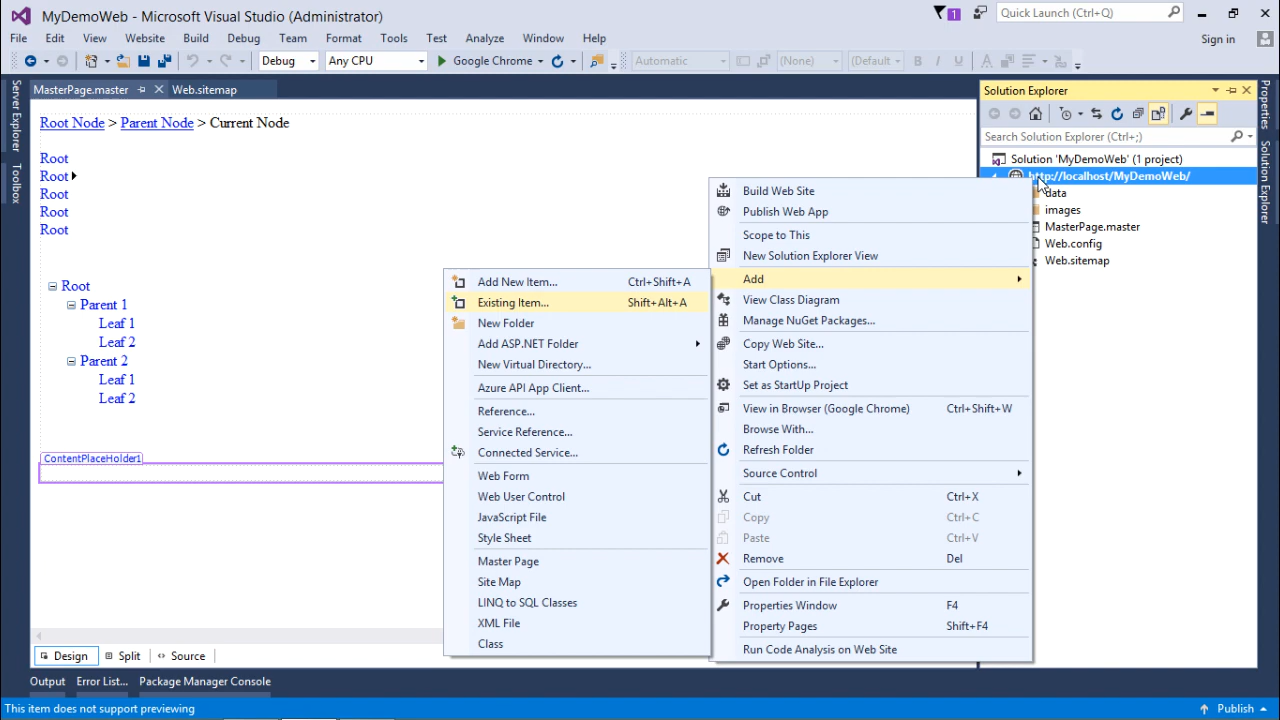 MyDemoWeb - Microsoft Visual Studio (Administrator)
1
Quick Launch (Ctrl+Q)
File Edit View Website Build Debug Team Format Tools Test Analyze Window Help
Sign in
Debug Any CPU Google Chrome Automatic (None) (Default B I U A
MasterPage.master Web.sitemap
Server Explorer
Toolbox
Root Node > Parent Node > Current Node
Root
Root
Root
Root
Root
Root
Parent 1
Leaf 1
Leaf 2
Parent 2
Leaf 1
Leaf 2
ContentPlaceHolder1
Add New Item... Ctrl+Shift+A
Existing Item... Shift+Alt+A
New Folder
Add ASP.NET Folder
New Virtual Directory...
Azure API App Client...
Reference...
Service Reference...
Connected Service...
Web Form
Web User Control
JavaScript File
Style Sheet
Master Page
Site Map
LINQ to SQL Classes
XML File
Class
Build Web Site
Publish Web App
Scope to This
New Solution Explorer View
Add
View Class Diagram
Manage NuGet Packages...
Copy Web Site...
Start Options...
Set as StartUp Project
View in Browser (Google Chrome) Ctrl+Shift+W
Browse With...
Refresh Folder
Source Control
Cut Ctrl+X
Copy Ctrl+C
Paste Ctrl+V
Remove Del
Open Folder in File Explorer
Properties Window F4
Property Pages Shift+F4
Run Code Analysis on Web Site
Solution Explorer
Search Solution Explorer (Ctrl+;)
Solution 'MyDemoWeb' (1 project)
http://localhost/MyDemoWeb/
data
images
MasterPage.master
Web.config
Web.sitemap
Properties
Solution Explorer
Design Split Source
Output Error List... Package Manager Console
This item does not support previewing
Publish